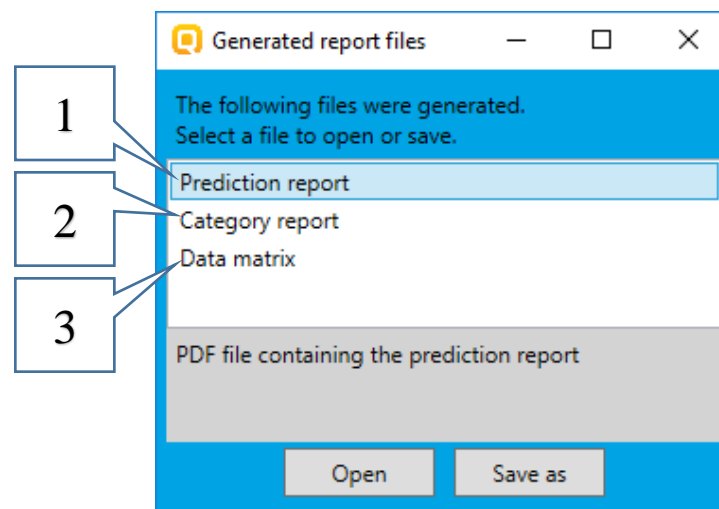 Generated report files
The following files were generated.
Select a file to open or save.
1
Prediction report
2
Category report
Data matrix
3
PDF file containing the prediction report
Open
Save as